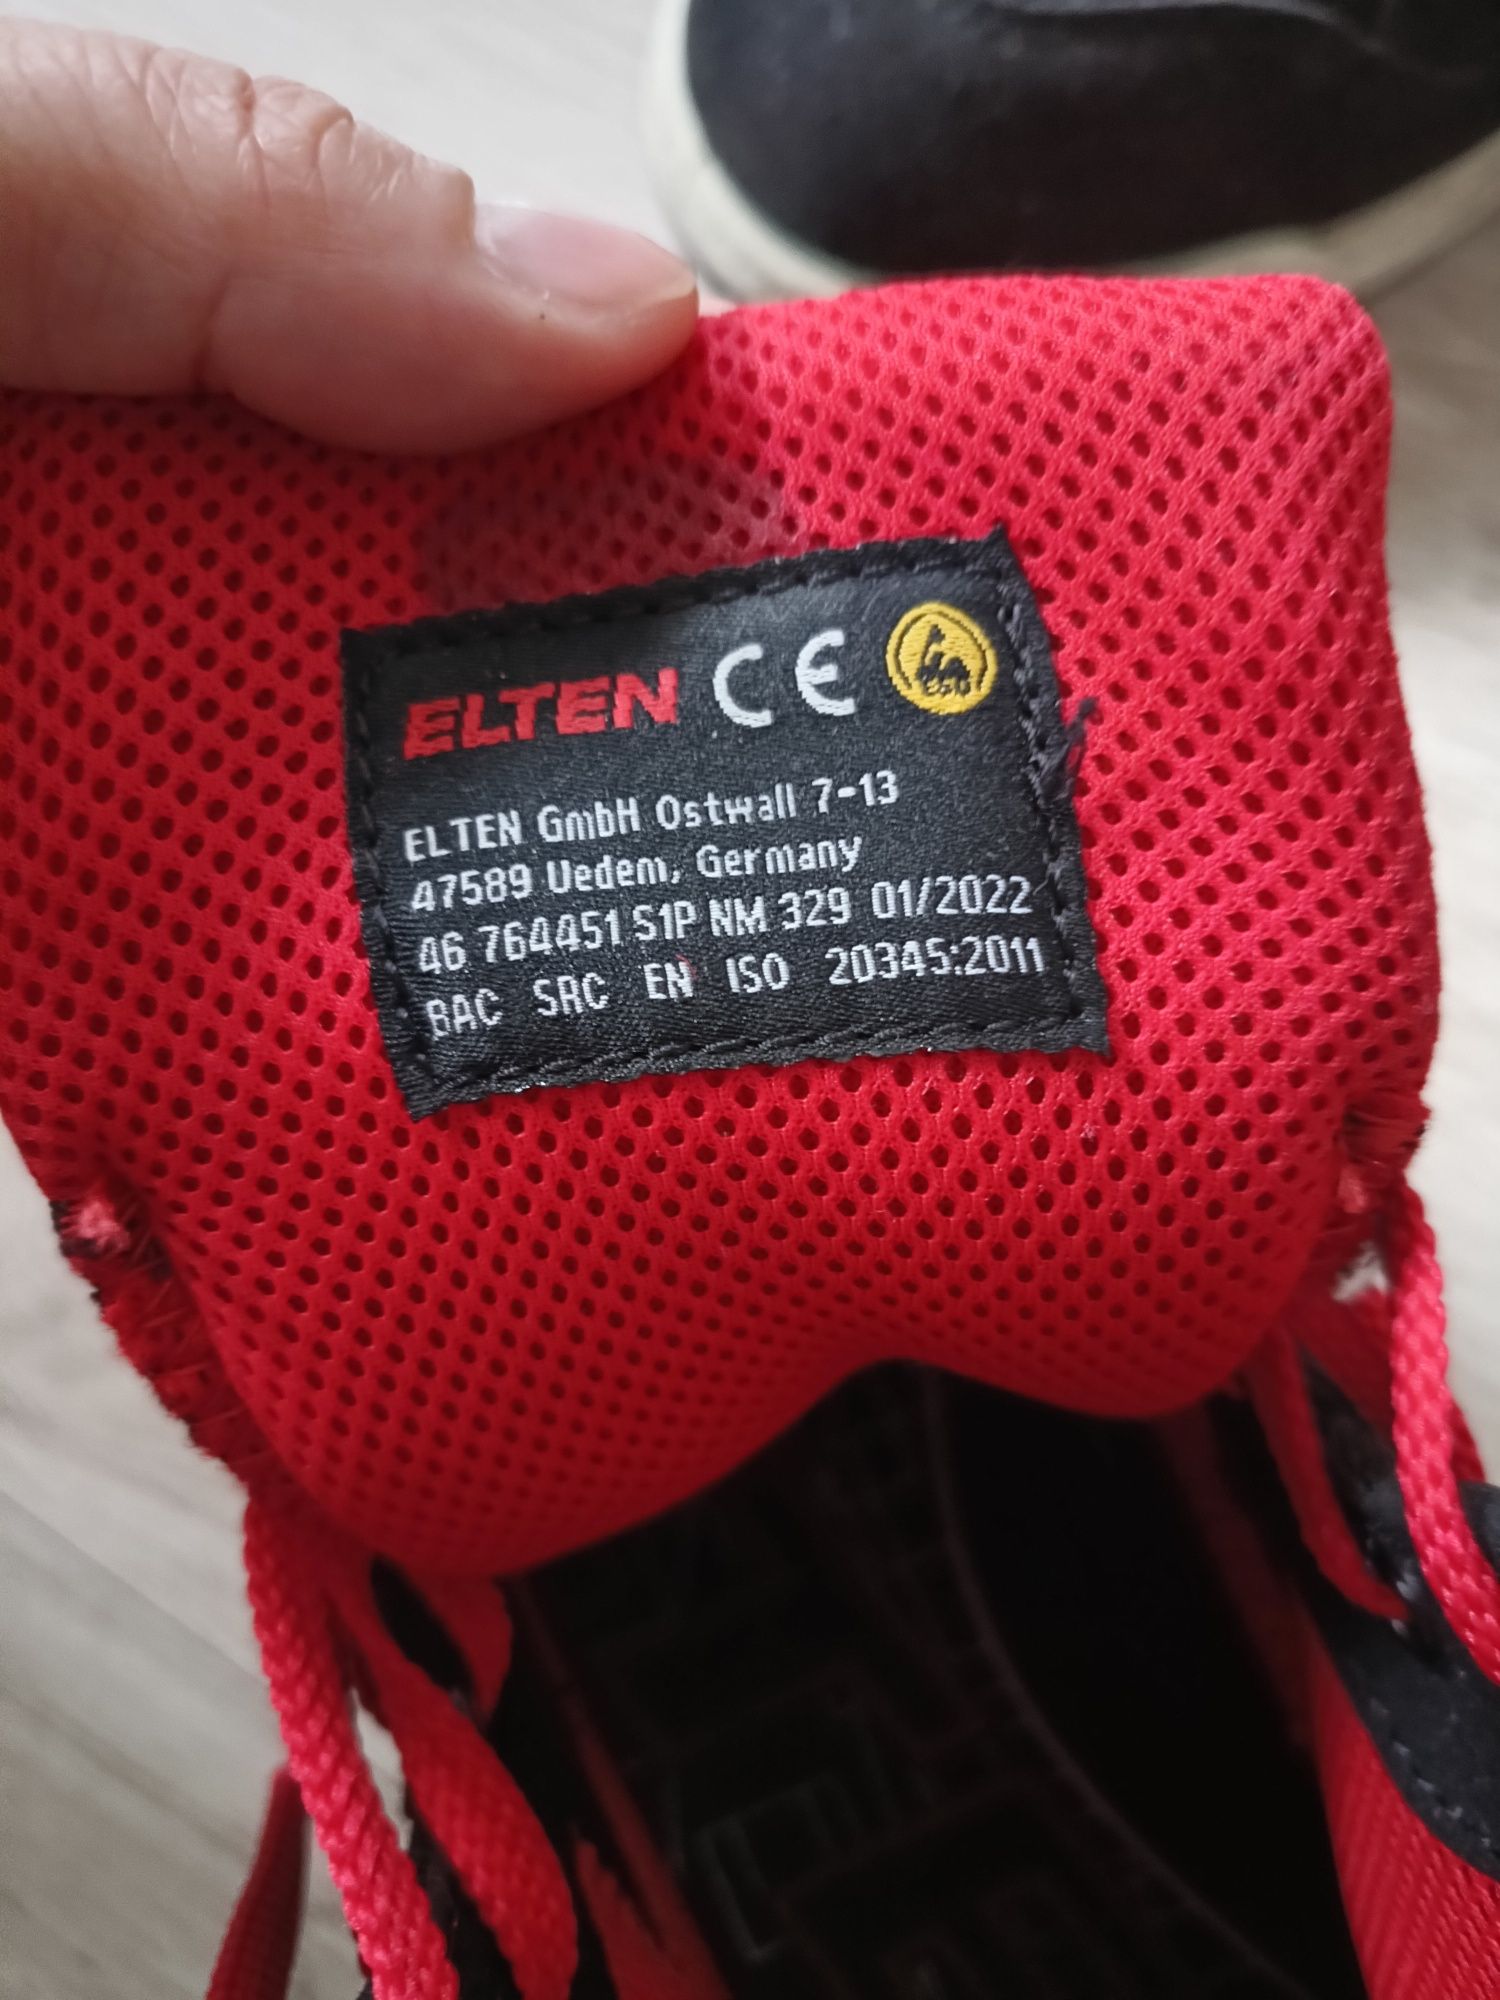 ELTEN CE ESD
ELTEN GmbH Ostwall 7-13
47589 Uedem, Germany
46 764451 S1P NM 329 01/2022
BAC SRC EN ISO 20345:2011